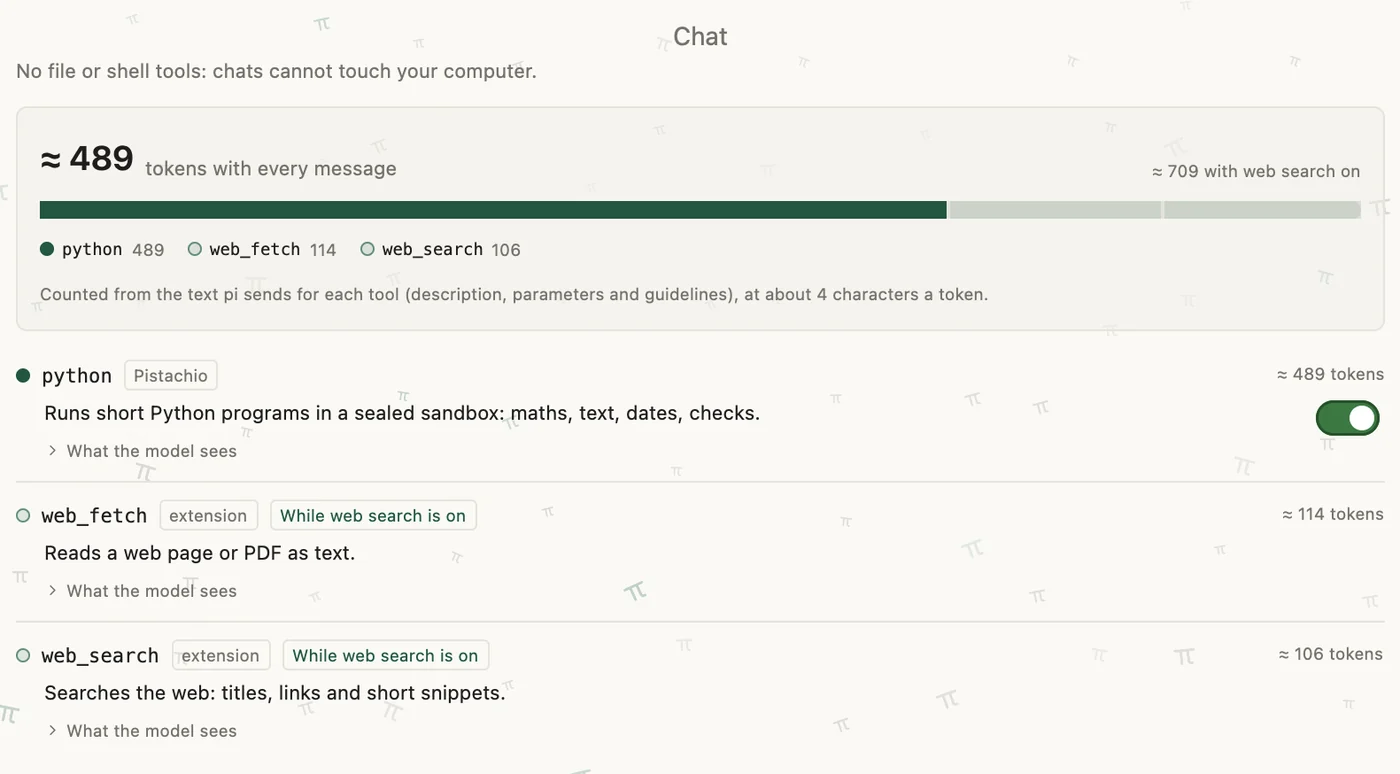 Chat
No file or shell tools: chats cannot touch your computer.
≈ 489 tokens with every message
≈ 709 with web search on
python 489 web_fetch 114 web_search 106
Counted from the text pi sends for each tool (description, parameters and guidelines), at about 4 characters a token.
python Pistachio
≈ 489 tokens
Runs short Python programs in a sealed sandbox: maths, text, dates, checks.
What the model sees
web_fetch extension While web search is on
≈ 114 tokens
Reads a web page or PDF as text.
What the model sees
web_search extension While web search is on
≈ 106 tokens
Searches the web: titles, links and short snippets.
What the model sees